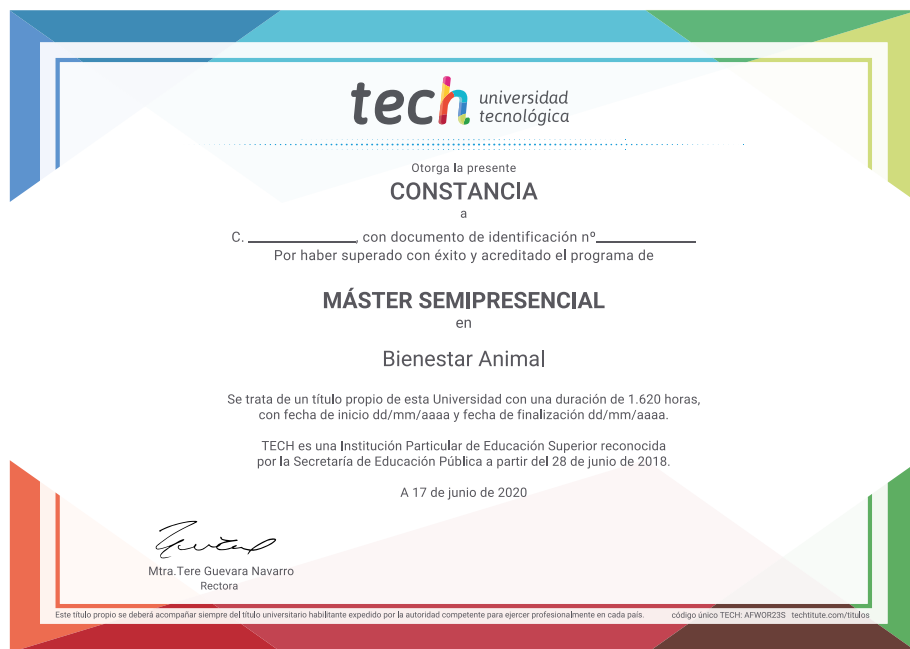 tech universidad
tecnológica
Otorga la presente
CONSTANCIA
a
C. ____________, con documento de identificación nº____________
Por haber superado con éxito y acreditado el programa de
MÁSTER SEMIPRESENCIAL
en
Bienestar Animal
Se trata de un título propio de esta Universidad con una duración de 1.620 horas,
con fecha de inicio dd/mm/aaaa y fecha de finalización dd/mm/aaaa.
TECH es una Institución Particular de Educación Superior reconocida
por la Secretaría de Educación Pública a partir del 28 de junio de 2018.
A 17 de junio de 2020
Mtra.Tere Guevara Navarro
Rectora
Este título propio se deberá acompañar siempre del título universitario habilitante expedido por la autoridad competente para ejercer profesionalmente en cada país. código único TECH: AFWOR23S techtitute.com/titulos